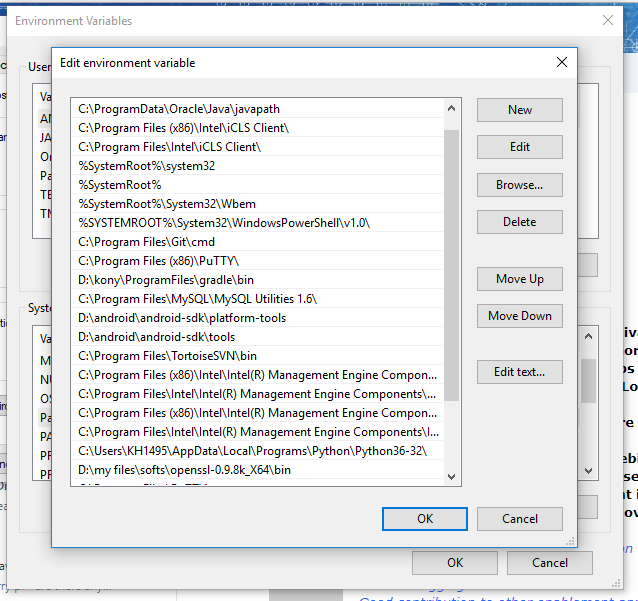 Environment Variables
Edit environment variable
User
Va
AN
JA
Or
Pa
TE
TM
Syste
Va
M
NU
OS
Pa
PA
PF
PF
C:\ProgramData\Oracle\Java\javapath
C:\Program Files (x86)\Intel\iCLS Client\
C:\Program Files\Intel\iCLS Client\
%SystemRoot%\system32
%SystemRoot%
%SystemRoot%\System32\Wbem
%SYSTEMROOT%\System32\WindowsPowerShell\v1.0\
C:\Program Files\Git\cmd
C:\Program Files (x86)\PuTTY\
D:\kony\ProgramFiles\gradle\bin
C:\Program Files\MySQL\MySQL Utilities 1.6\
D:\android\android-sdk\platform-tools
D:\android\android-sdk\tools
C:\Program Files\TortoiseSVN\bin
C:\Program Files (x86)\Intel\Intel(R) Management Engine Compon...
C:\Program Files\Intel\Intel(R) Management Engine Components\...
C:\Program Files (x86)\Intel\Intel(R) Management Engine Compon...
C:\Program Files\Intel\Intel(R) Management Engine Components\I...
C:\Users\KH1495\AppData\Local\Programs\Python\Python36-32\
D:\my files\softs\openssl-0.9.8k_X64\bin
New
Edit
Browse...
Delete
Move Up
Move Down
Edit text...
OK
Cancel
OK
Cancel